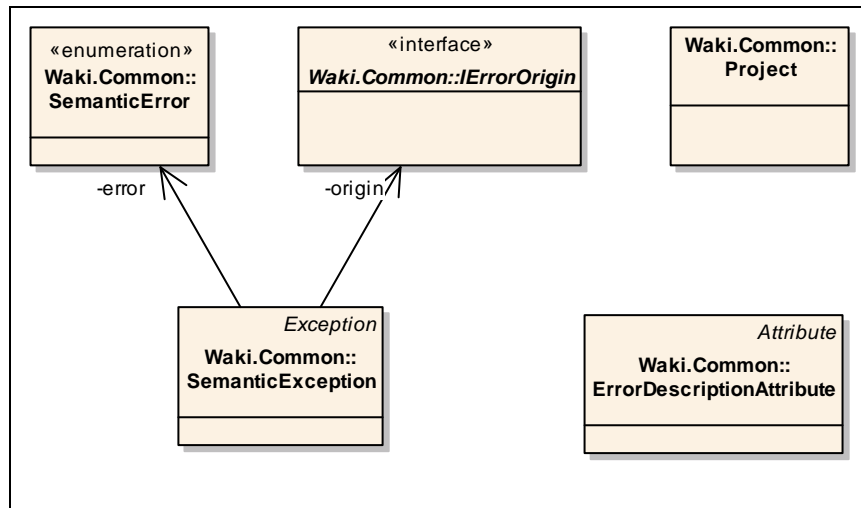 «enumeration»
Waki.Common::
SemanticError
«interface»
Waki.Common::IErrorOrigin
Waki.Common::
Project
-error
-origin
Exception
Waki.Common::
SemanticException
Attribute
Waki.Common::
ErrorDescriptionAttribute